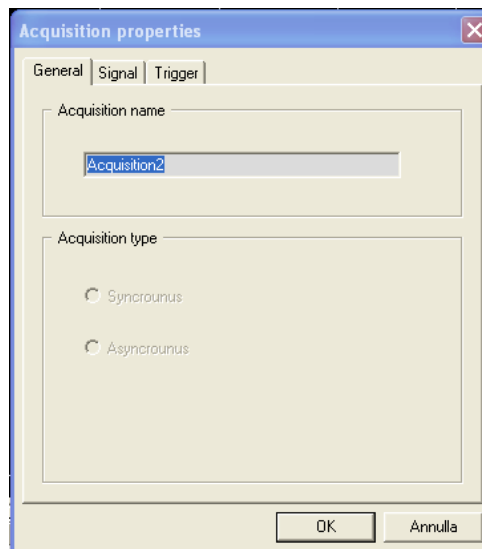 Acquisition properties
General Signal Trigger
Acquisition name
Acquisition2
Acquisition type
Syncrounus
Asyncrounus
OK Annulla